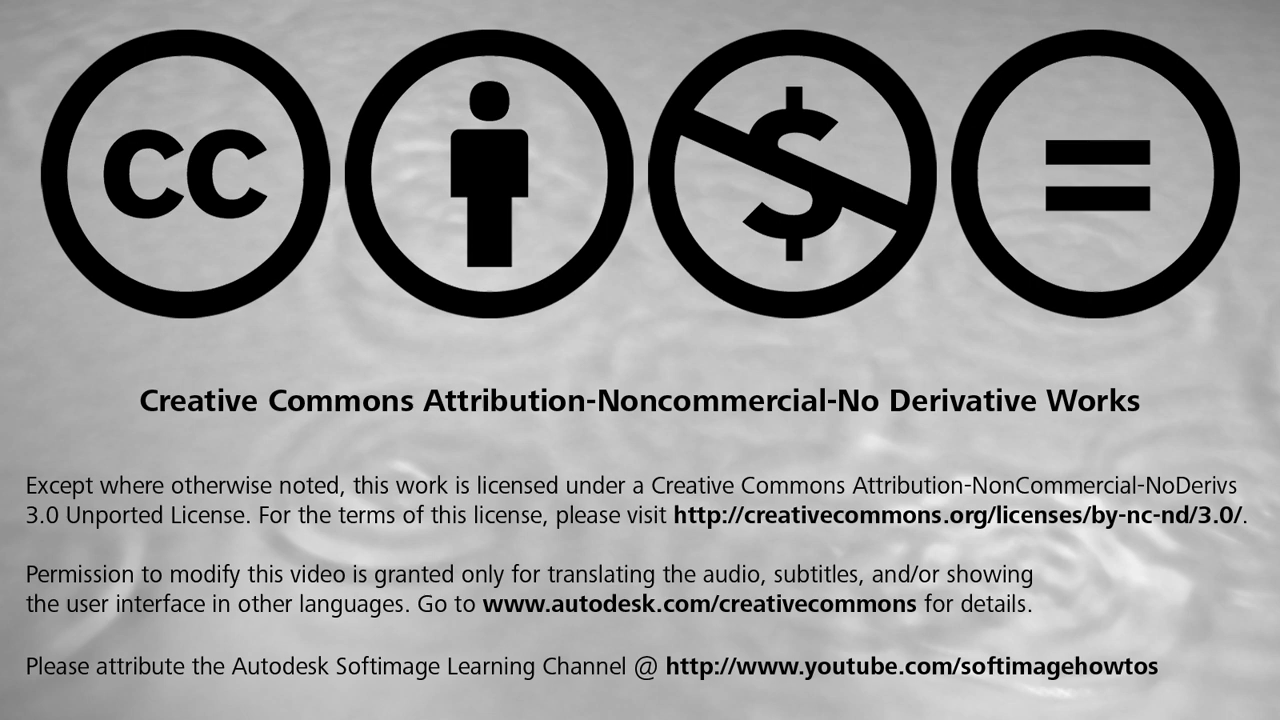 cc $ =
Creative Commons Attribution-Noncommercial-No Derivative Works
Except where otherwise noted, this work is licensed under a Creative Commons Attribution-NonCommercial-NoDerivs
3.0 Unported License. For the terms of this license, please visit http://creativecommons.org/licenses/by-nc-nd/3.0/.
Permission to modify this video is granted only for translating the audio, subtitles, and/or showing
the user interface in other languages. Go to www.autodesk.com/creativecommons for details.
Please attribute the Autodesk Softimage Learning Channel @ http://www.youtube.com/softimagehowtos